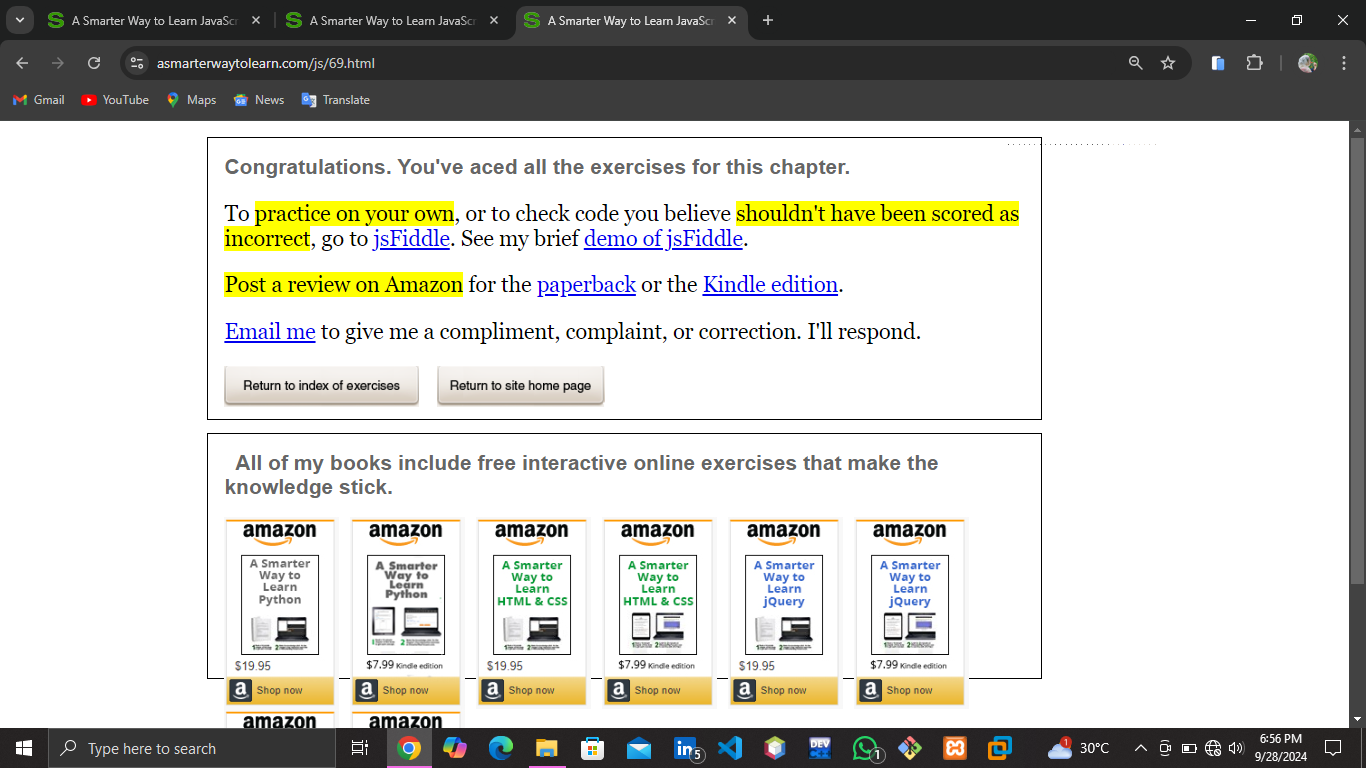 A Smarter Way to Learn JavaScr
A Smarter Way to Learn JavaScr
A Smarter Way to Learn JavaSc
asmarterwaytolearn.com/js/69.html
Gmail
YouTube
Maps
News
Translate
Congratulations. You've aced all the exercises for this chapter.
To practice on your own, or to check code you believe shouldn't have been scored as
incorrect, go to jsFiddle. See my brief demo of jsFiddle.
Post a review on Amazon for the paperback or the Kindle edition.
Email me to give me a compliment, complaint, or correction. I'll respond.
Return to index of exercises
Return to site home page
All of my books include free interactive online exercises that make the
knowledge stick.
amazon
A Smarter
Way to
Learn
Python
$19.95
Shop now
amazon
A Smarter
Way to
Learn
Python
$7.99 Kindle edition
Shop now
amazon
A Smarter
Way to
Learn
HTML & CSS
$19.95
Shop now
amazon
A Smarter
Way to
Learn
HTML & CSS
$7.99 Kindle edition
Shop now
amazon
A Smarter
Way to
Learn
jQuery
$19.95
Shop now
amazon
A Smarter
Way to
Learn
jQuery
$7.99 Kindle edition
Shop now
amazon
amazon
Type here to search
5
DEV
1
1
30°C
6:56 PM
9/28/2024